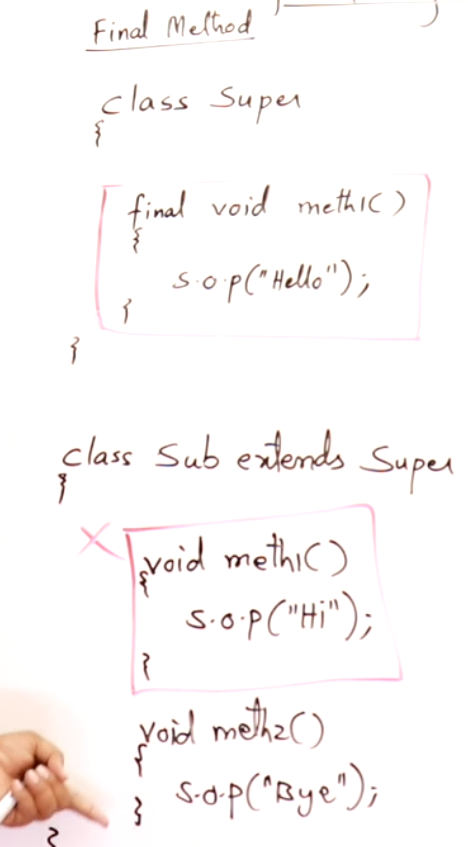 Final Method
class Super
{
final void meth1()
{
S.o.p("Hello");
}
}
class Sub extends Super
{
X
void meth1()
{
S.o.p("Hi");
}
void meth2()
{
S.o.p("Bye");
}
}